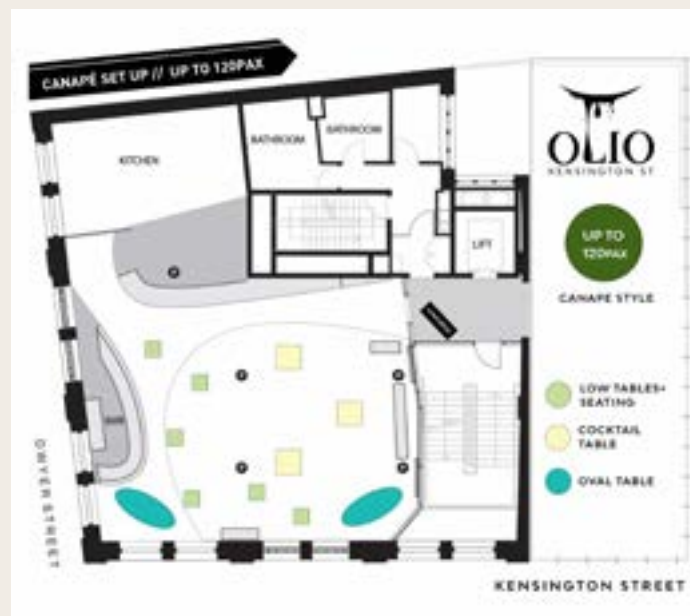 CANAPÉ SET UP // UP TO 120PAX
OLIO
KENSINGTON ST
BATHROOM
BATHROOM
KITCHEN
LIFT
UP TO
120PAX
CANAPE STYLE
BAR
LOW TABLES+
SEATING
COCKTAIL
TABLE
OVAL TABLE
DWYER STREET
KENSINGTON STREET